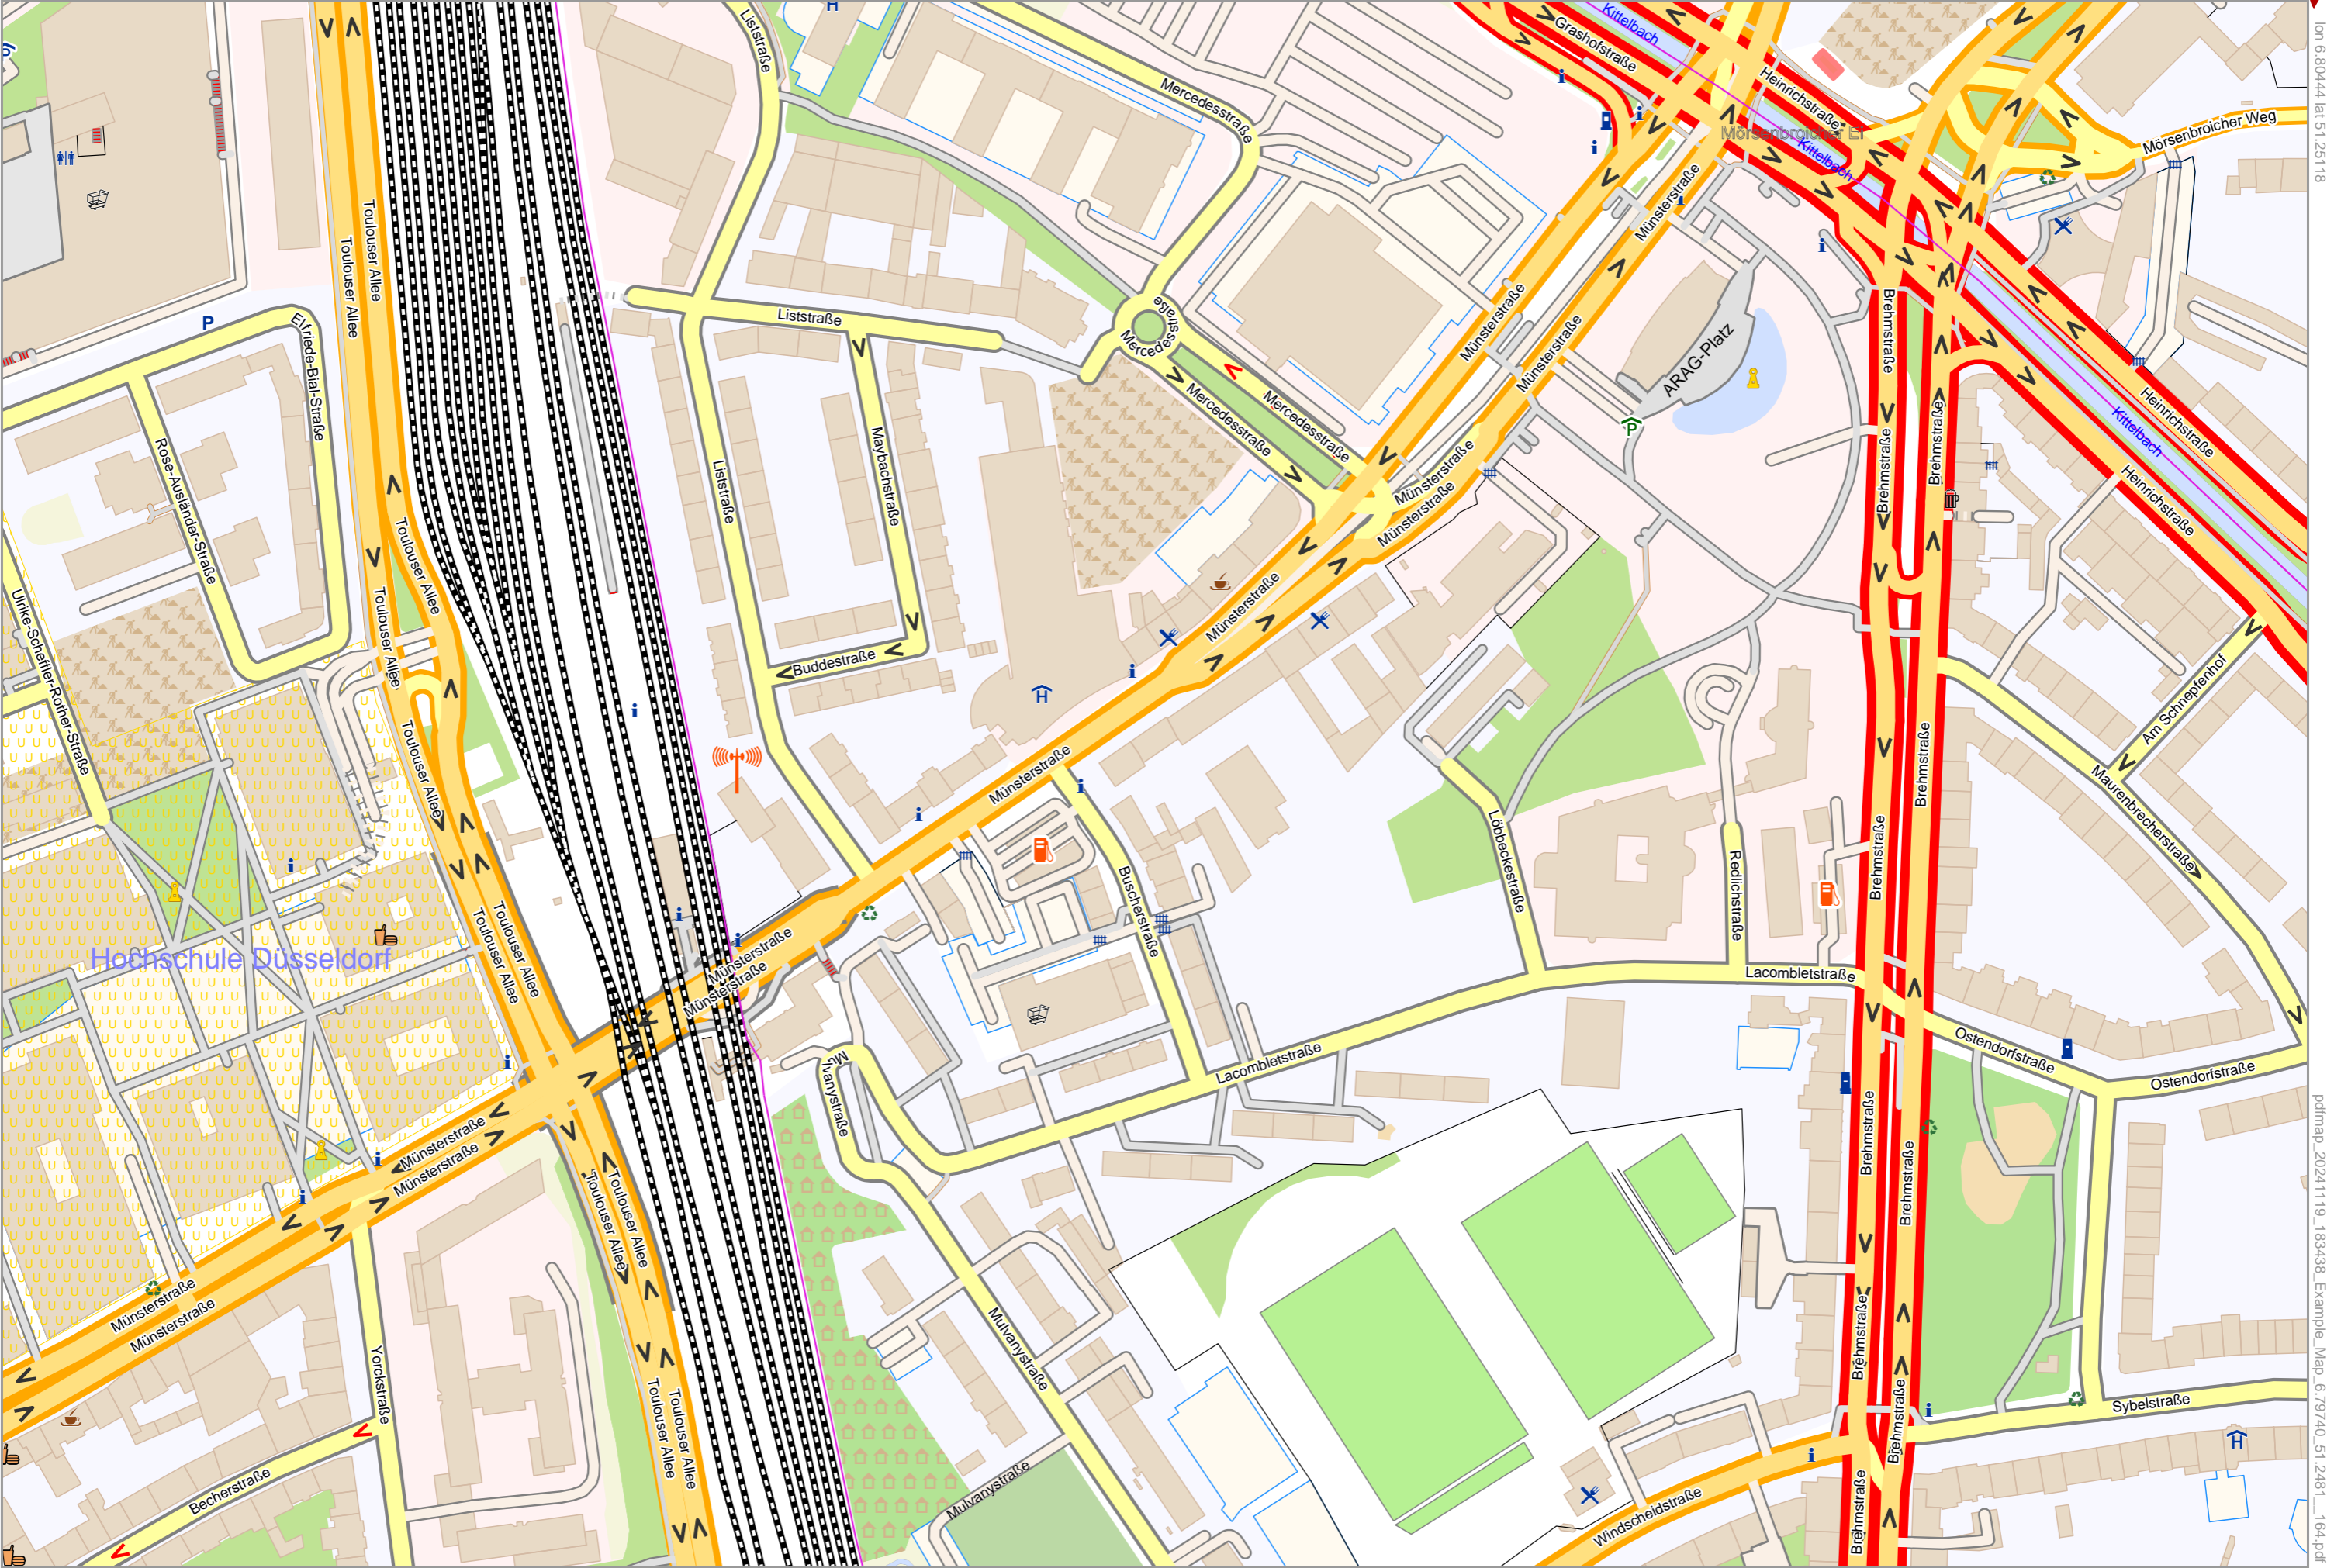 Liststraße
Mercedesstraße
Grashofstraße
Kittelbach
Heinrichstraße
Mörsenbroicher Ei
Kittelbach
Mörsenbroicher Weg
lon 6.80444 lat 51.25118
Toulouser Allee
Toulouser Allee
P
Elfriede-Bial-Straße
Liststraße
Mercedes
straße
Münsterstraße
Münsterstraße
Münsterstraße
Brehmstraße
ARAG-Platz
P
Mercedesstraße
Mercedesstraße
Heinrichstraße
Kittelbach
Heinrichstraße
Rose-Ausländer-Straße
Liststraße
Maybachstraße
Münsterstraße
Münsterstraße
Brehmstraße
Brehmstraße
Toulouser Allee
Toulouser Allee
Ulrike-Scheffler-Rother-Straße
Münsterstraße
Buddestraße
H
Am Schnepfenhof
Toulouser Allee
Münsterstraße
Brehmstraße
Maurenbrecherstraße
Löbbeckestraße
Redlichstraße
Brehmstraße
Buscherstraße
Hochschule Düsseldorf
Toulouser Allee
Toulouser Allee
Münsterstraße
Münsterstraße
Lacombletstraße
Lacombletstraße
Ostendorfstraße
Ostendorfstraße
Mulvanystraße
Münsterstraße
Münsterstraße
Brehmstraße
Brehmstraße
Toulouser Allee
Toulouser Allee
Münsterstraße
Münsterstraße
Yorckstraße
Mulvanystraße
Brehmstraße
Brehmstraße
Sybelstraße
H
Toulouser Allee
Toulouser Allee
Becherstraße
Mulvanystraße
Windscheidstraße
Brehmstraße
pdfmap_20241119_183438_Example_Map_6.79740_51.2481__164.pdf